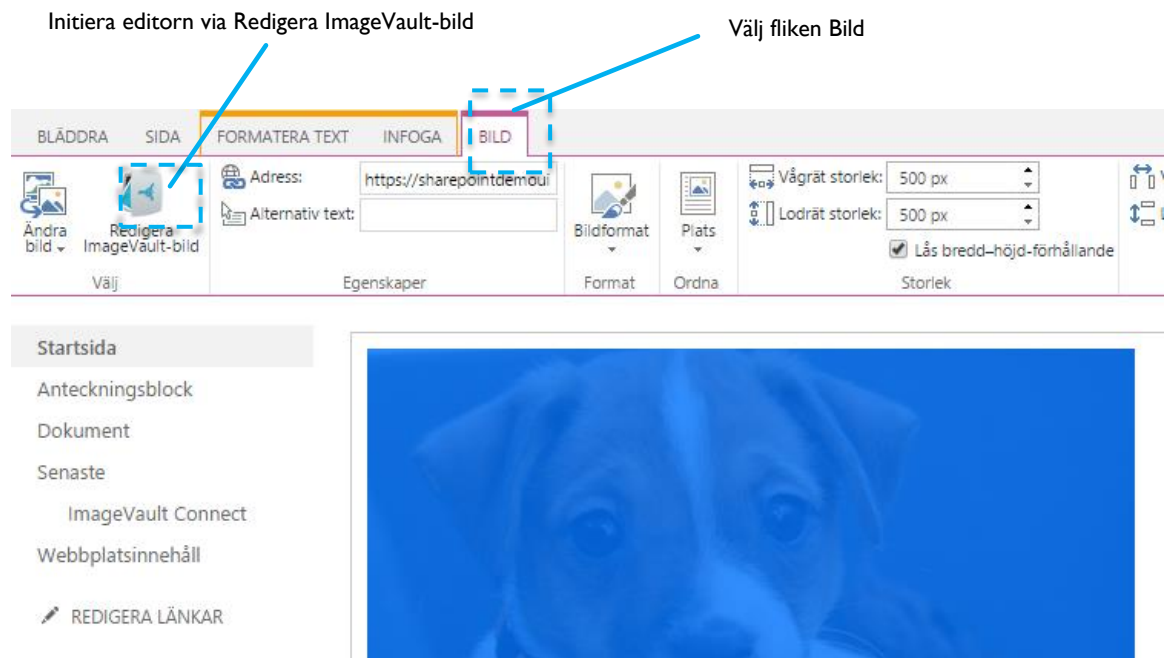 Initiera editorn via Redigera ImageVault-bild
Välj fliken Bild
BLÄDDRA SIDA FORMATERA TEXT INFOGA BILD
Ändra bild
Redigera ImageVault-bild
Välj
Adress: https://sharepointdemoui
Alternativ text:
Egenskaper
Bildformat
Format
Plats
Ordna
Vågrät storlek: 500 px
Lodrät storlek: 500 px
Lås bredd–höjd-förhållande
Storlek
Startsida
Anteckningsblock
Dokument
Senaste
ImageVault Connect
Webbplatsinnehåll
REDIGERA LÄNKAR